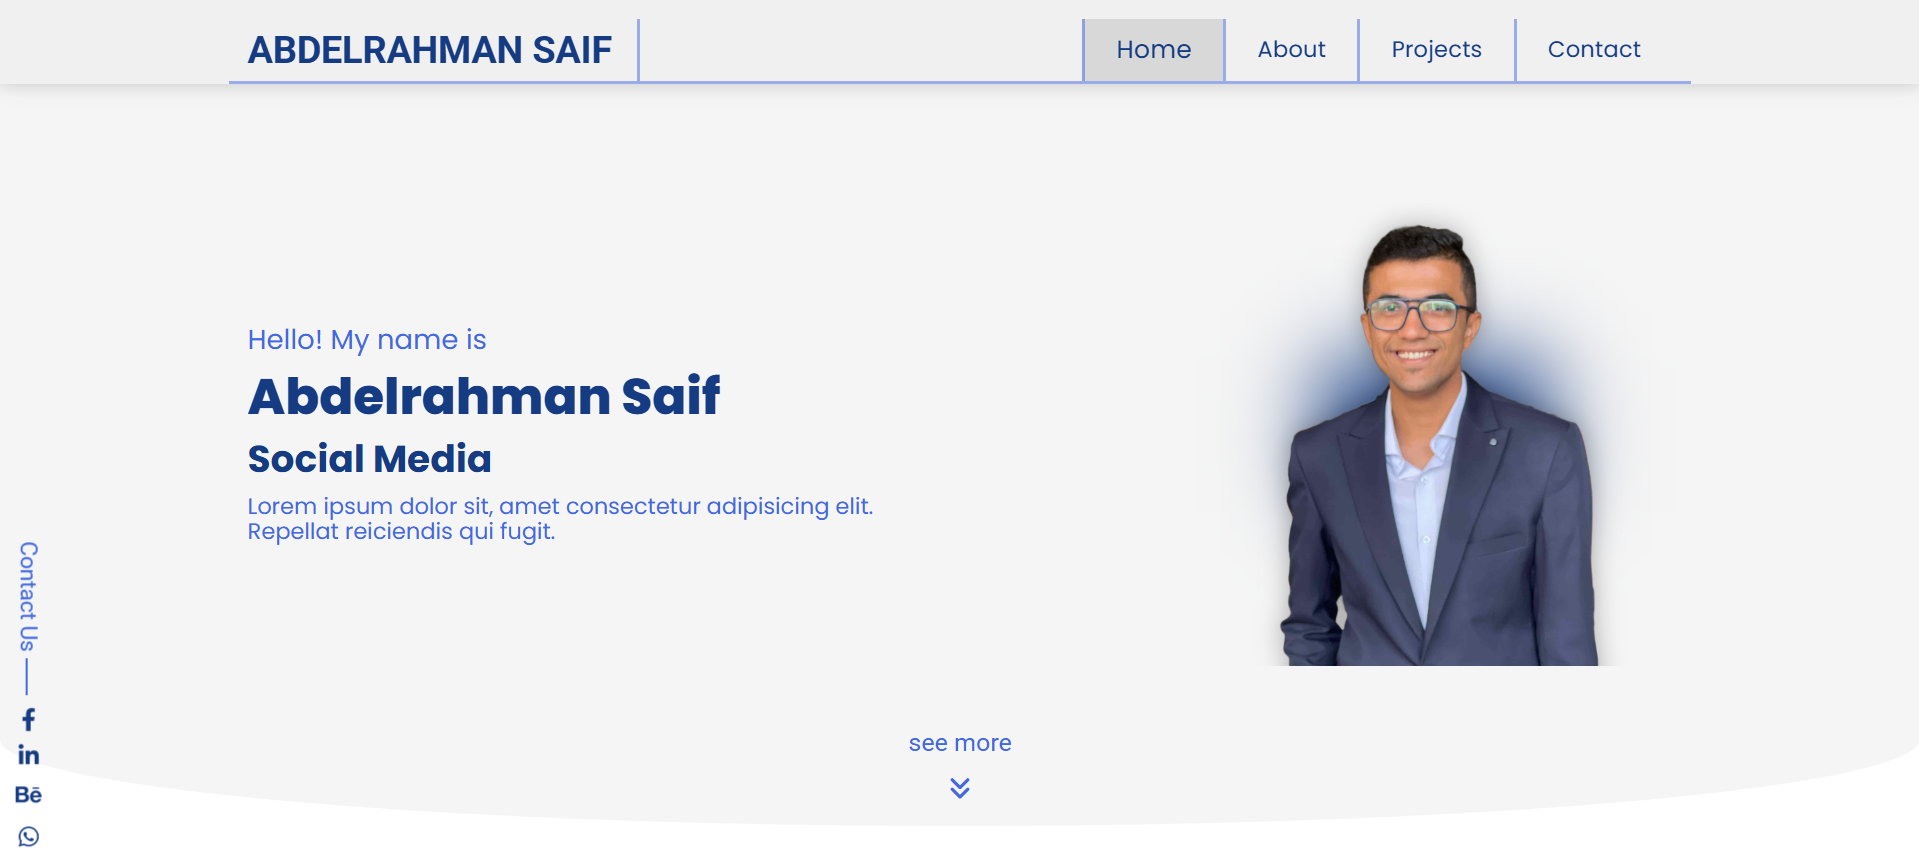 ABDELRAHMAN SAIF
Home
About
Projects
Contact
Hello! My name is
Abdelrahman Saif
Social Media
Lorem ipsum dolor sit, amet consectetur adipisicing elit.
Repellat reiciendis qui fugit.
Contact Us
f
in
Bē
see more